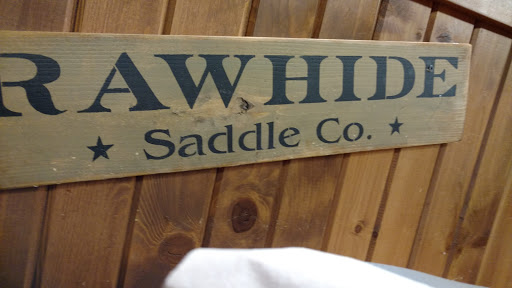 RAWHIDE
★ Saddle Co. ★